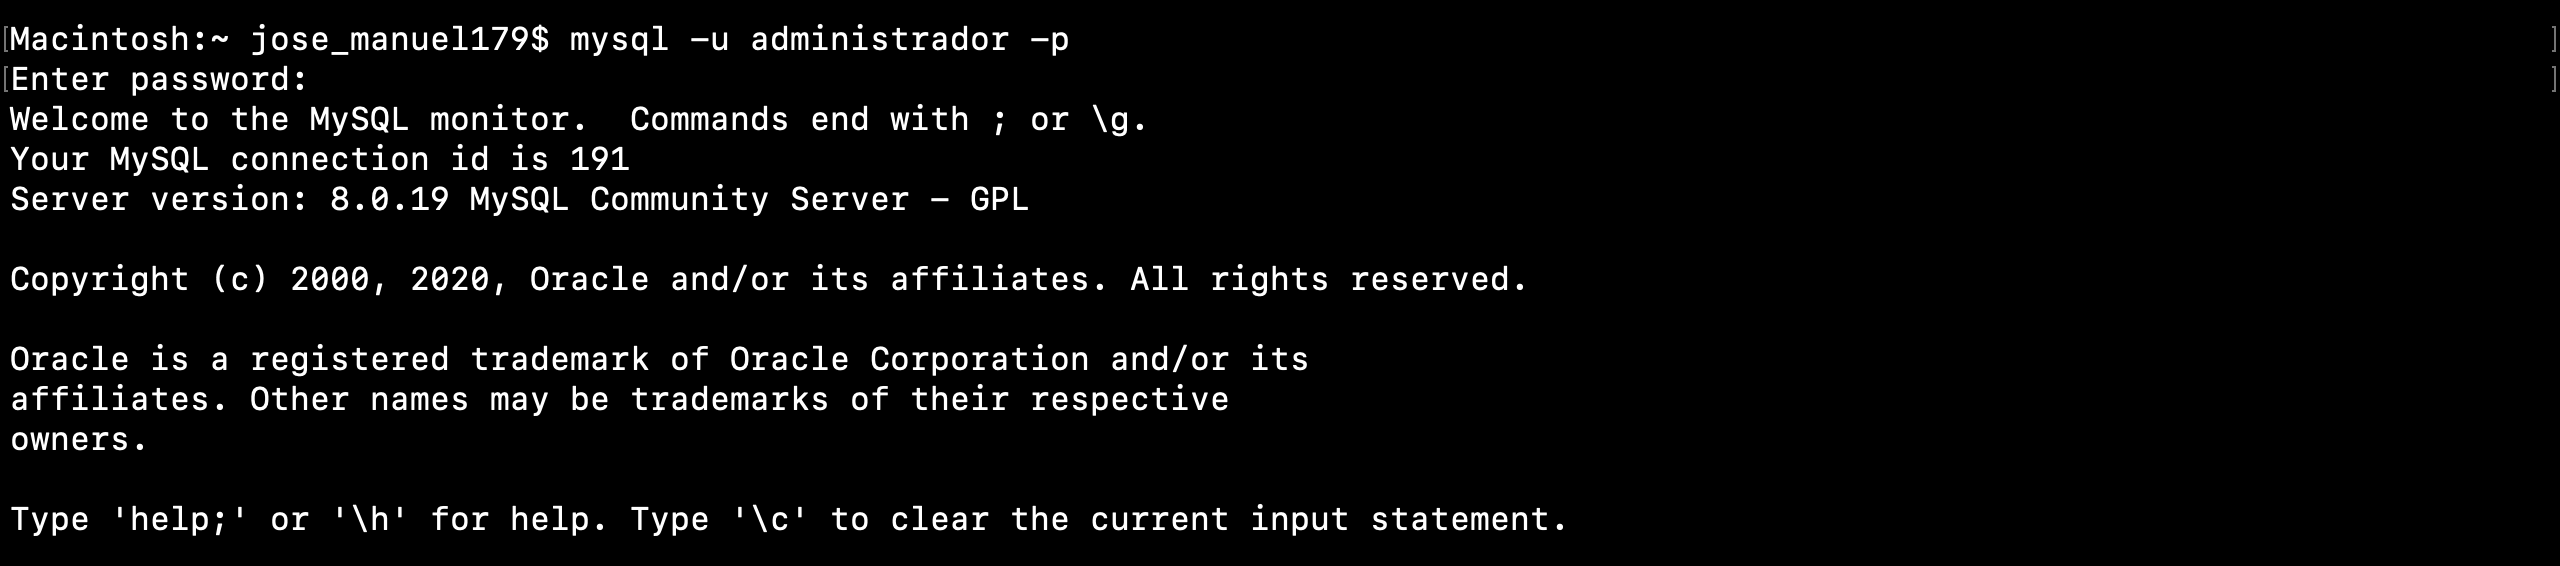 [Macintosh:~ jose_manuel179$ mysql -u administrador -p ]
[Enter password: ]
Welcome to the MySQL monitor.  Commands end with ; or \g.
Your MySQL connection id is 191
Server version: 8.0.19 MySQL Community Server - GPL

Copyright (c) 2000, 2020, Oracle and/or its affiliates. All rights reserved.

Oracle is a registered trademark of Oracle Corporation and/or its
affiliates. Other names may be trademarks of their respective
owners.

Type 'help;' or '\h' for help. Type '\c' to clear the current input statement.